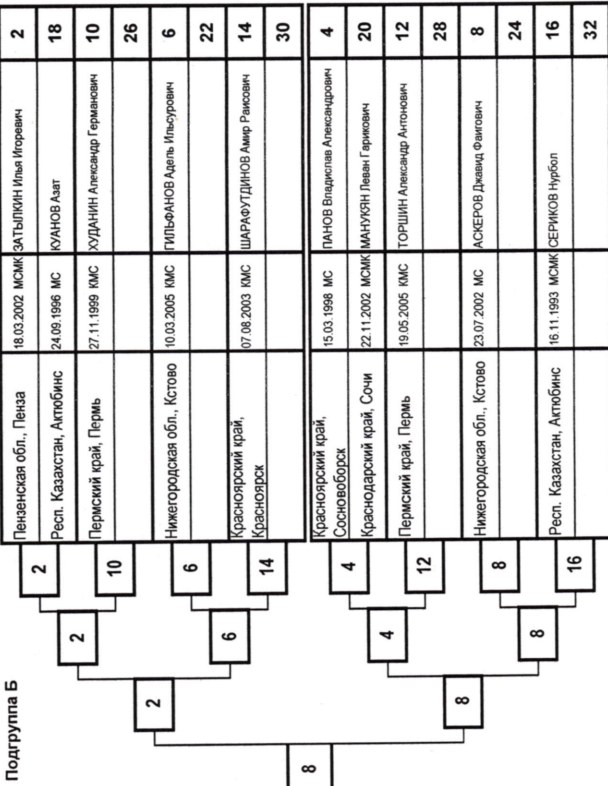 Подгруппа Б
2 ЗАТЫЛКИН Илья Игоревич 18.03.2002 МСМК Пензенская обл., Пенза
18 КУАНОВ Азат 24.09.1996 МС Респ. Казахстан, Актюбинс
10 ХУДАНИН Александр Германович 27.11.1999 КМС Пермский край, Пермь
26
6 ГИЛЬФАНОВ Адель Ильсурович 10.03.2005 КМС Нижегородская обл., Кстово
22
14 ШАРАФУТДИНОВ Амир Раисович 07.08.2003 КМС Красноярский край,
Красноярск
30
4 ПАНОВ Владислав Александрович 15.03.1998 МС Красноярский край,
Сосновоборск
20 МАНУКЯН Леван Гарикович 22.11.2002 МСМК Краснодарский край, Сочи
12 ТОРШИН Александр Антонович 19.05.2005 КМС Пермский край, Пермь
28
8 АСКЕРОВ Джавид Фаигович 23.07.2002 МС Нижегородская обл., Кстово
24
16 СЕРИКОВ Нурбол 16.11.1993 МСМК Респ. Казахстан, Актюбинс
32
2
10
6
14
4
12
8
16
2
6
4
8
2
8
8